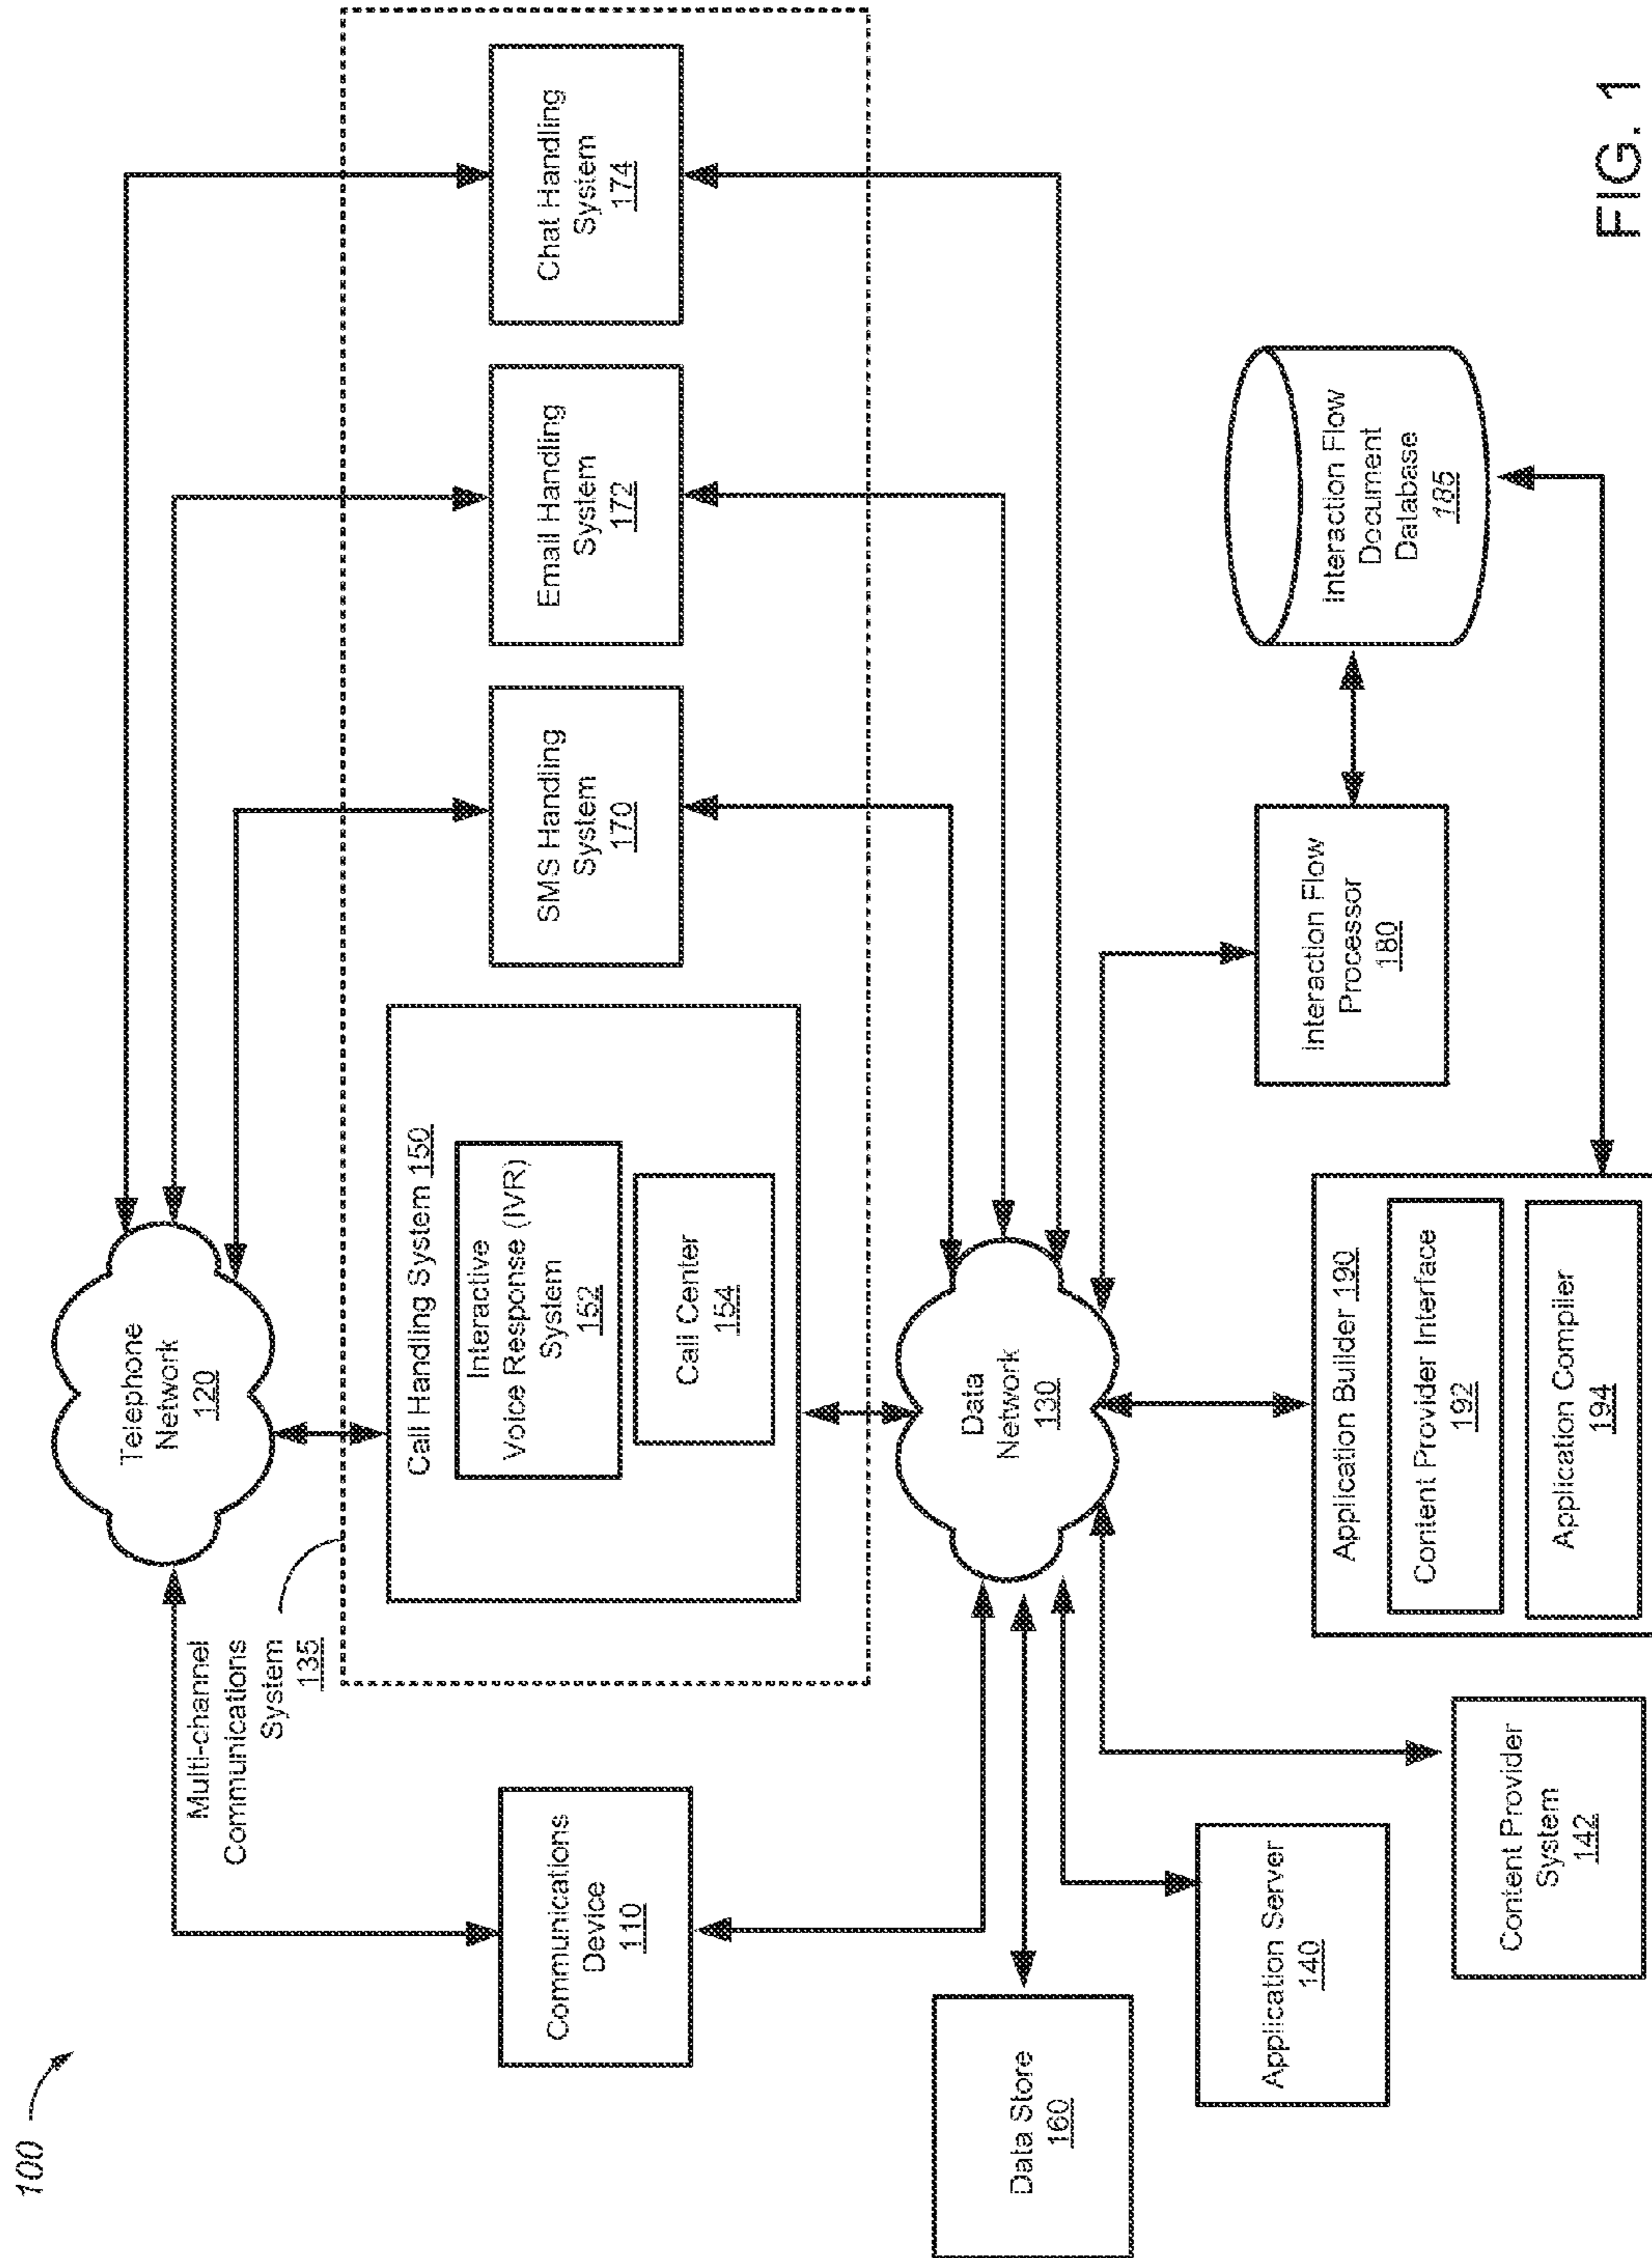 100
Telephone
Network
120
Multi-channel
Communications
System
135
Call Handling System 150
Interactive
Voice Response (IVR)
System
152
Call Center
154
SMS Handling
System
170
Email Handling
System
172
Chat Handling
System
174
Communications
Device
110
Data
Network
130
Data Store
160
Application Server
140
Content Provider
System
142
Application Builder 190
Content Provider Interface
192
Application Compiler
194
Interaction Flow
Processor
180
Interaction Flow
Document
Database
185
FIG. 1